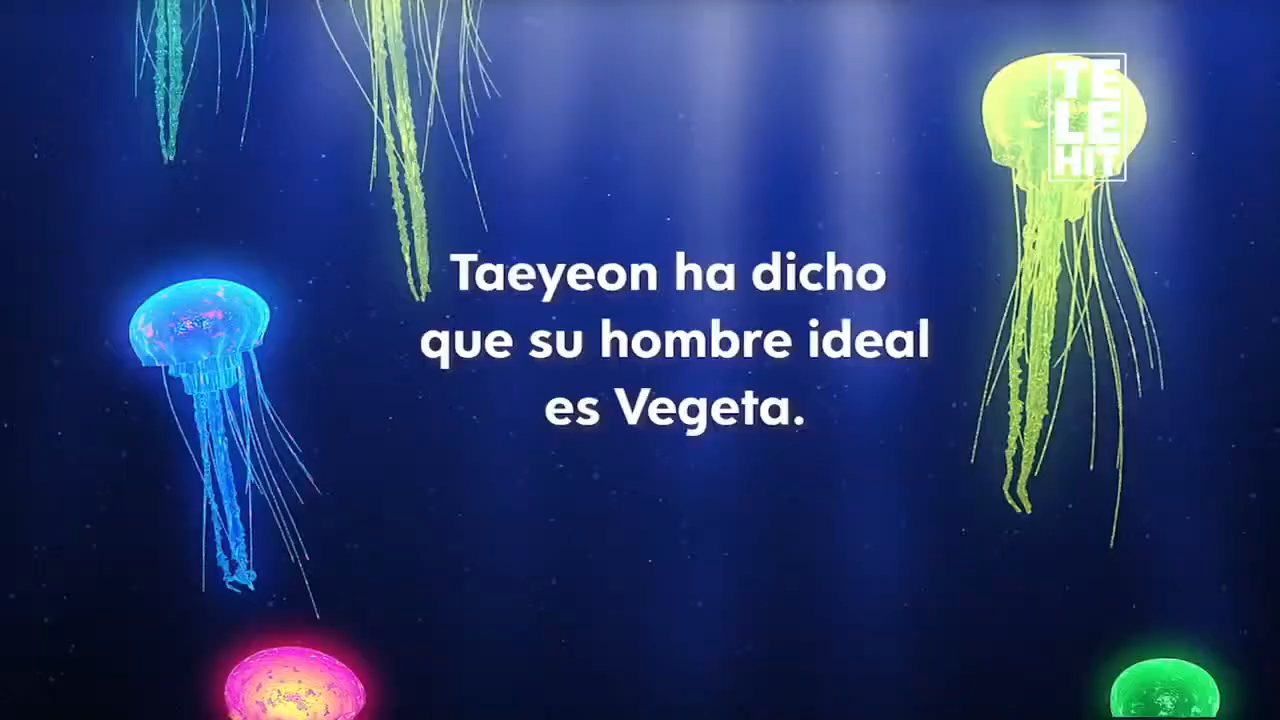 TE
LE
HIT
Taeyeon ha dicho
que su hombre ideal
es Vegeta.